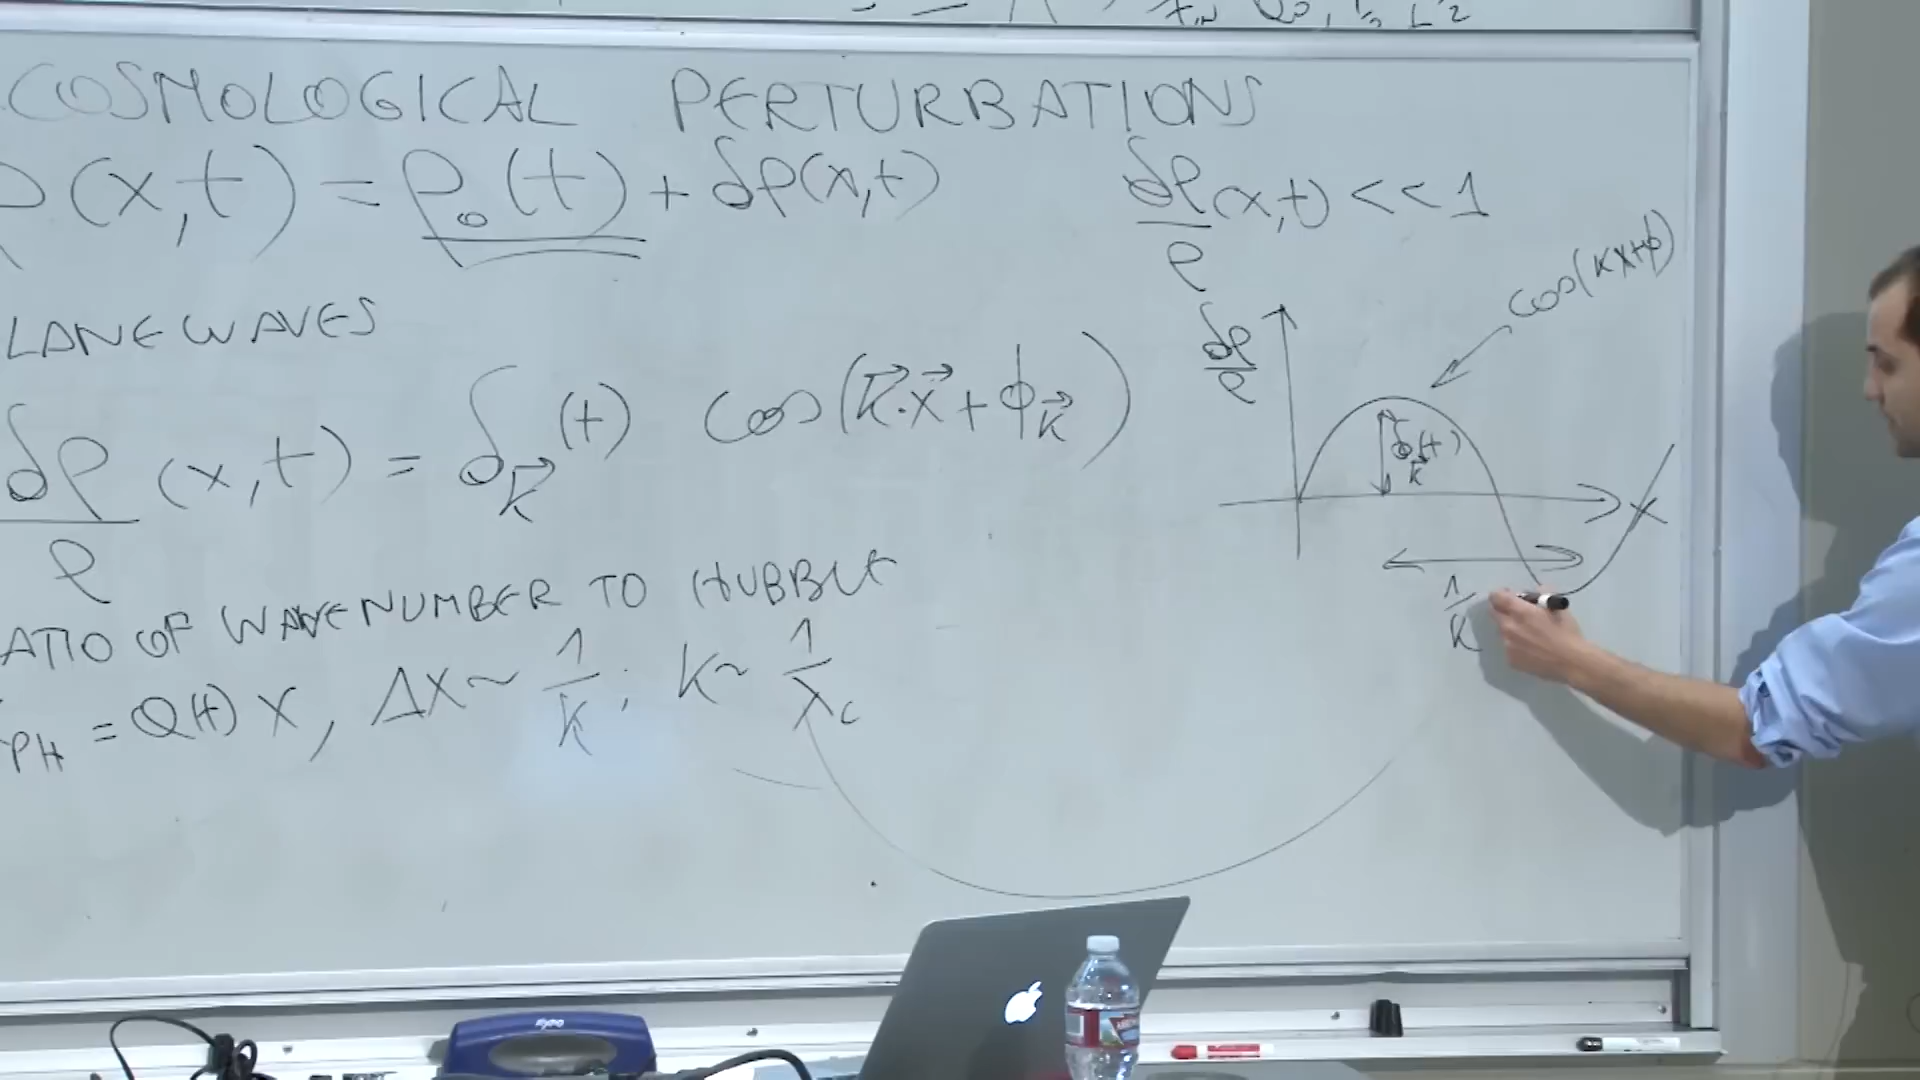 COSMOLOGICAL PERTURBATIONS
ρ(x,t) = ρ₀(t) + δρ(x,t)
δρ/ρ (x,t) << 1
LANE WAVES
δρ/ρ (x,t) = δ_k⃗ (t) cos(k⃗·x⃗ + ϕ_k⃗)
cos(kx+ϕ)
δρ/ρ
δ_k⃗(t)
x
1/k
ATIO OF WAVENUMBER TO HUBBLE
PH = a(t) x, Δx ~ 1/k ; k ~ 1/λ_c